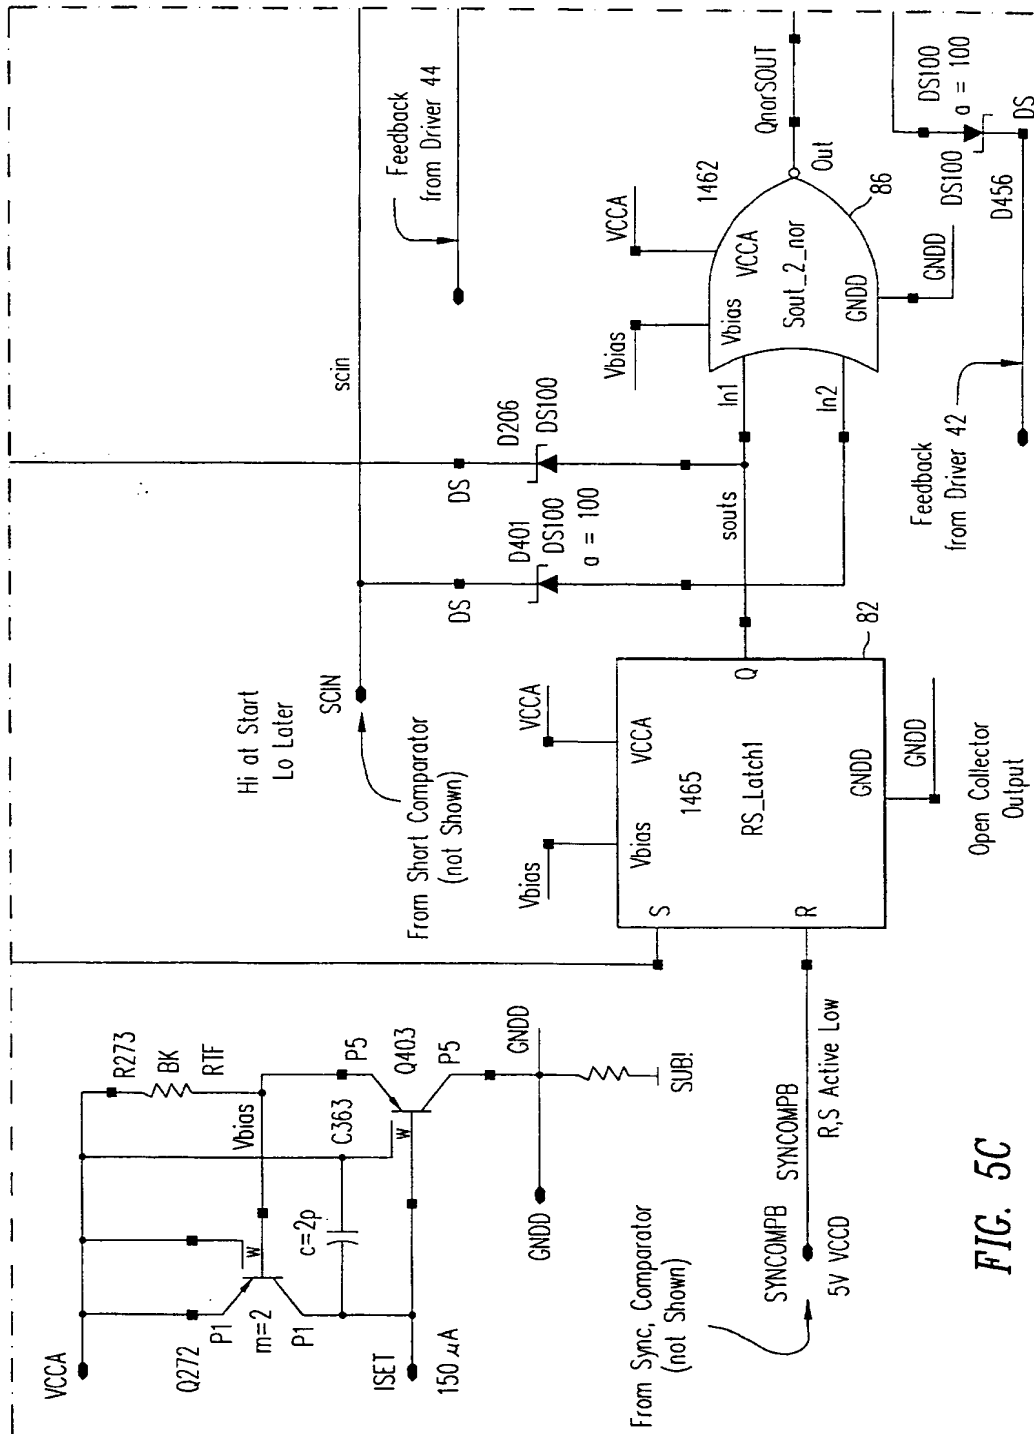 VCCA
Q272
P1
m=2
P1
ISET
150 μA
w
Vbias
R273
BK
RTF
c=2p
C363
w
P5
Q403
P5
GNDD
GNDD
SUB!
From Sync, Comparator
(not Shown)
SYNCOMPB
5V VCCD
SYNCOMPB
R,S Active Low
Hi at Start
Lo Later
SCIN
From Short Comparator
(not Shown)
scin
Feedback
from Driver 44
DS
D401
DS100
a = 100
DS
D206
DS100
Vbias
VCCA
S
R
Vbias
VCCA
1465
RS_Latch1
Q
GNDD
82
GNDD
Open Collector
Output
souts
In1
In2
Vbias
VCCA
1462
Vbias
VCCA
Sout_2_nor
GNDD
86
GNDD
Out
QnorSOUT
Feedback
from Driver 42
DS100
D456
DS100
a = 100
DS
FIG. 5C